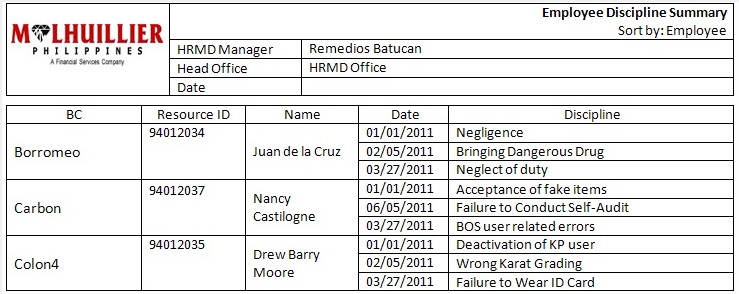 Employee Discipline Summary
Sort by: Employee
M LHUILLIER
PHILIPPINES
A Financial Services Company
HRMD Manager Remedios Batucan
Head Office HRMD Office
Date
BC Resource ID Name Date Discipline
Borromeo 94012034 Juan de la Cruz 01/01/2011 Negligence
02/05/2011 Bringing Dangerous Drug
03/27/2011 Neglect of duty
Carbon 94012037 Nancy Castilogne 01/01/2011 Acceptance of fake items
06/05/2011 Failure to Conduct Self-Audit
03/27/2011 BOS user related errors
Colon4 94012035 Drew Barry Moore 01/01/2011 Deactivation of KP user
02/05/2011 Wrong Karat Grading
03/27/2011 Failure to Wear ID Card